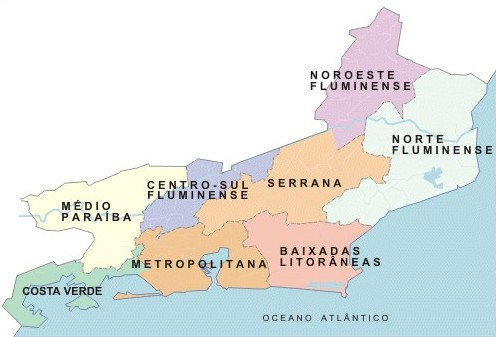 NOROESTE
FLUMINENSE
NORTE
FLUMINENSE
CENTRO-SUL
FLUMINENSE
SERRANA
MÉDIO
PARAÍBA
BAIXADAS
LITORÂNEAS
METROPOLITANA
COSTA VERDE
OCEANO ATLÂNTICO